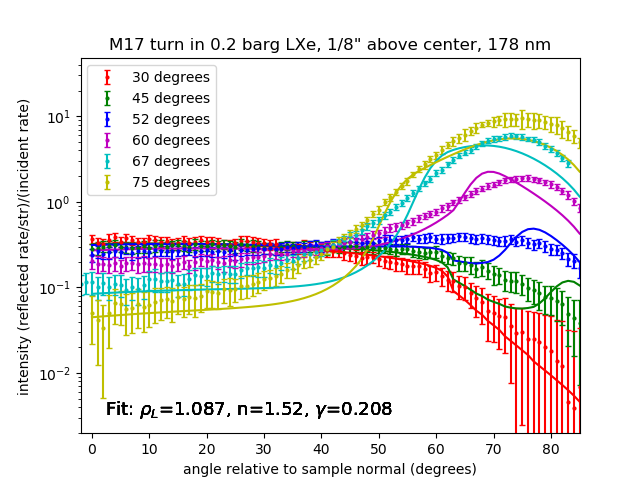 M17 turn in 0.2 barg LXe, 1/8" above center, 178 nm
30 degrees
45 degrees
52 degrees
60 degrees
67 degrees
75 degrees
intensity (reflected rate/str)/(incident rate)
10¹
10⁰
10⁻¹
10⁻²
Fit: ρ_L=1.087, n=1.52, γ=0.208
0 10 20 30 40 50 60 70 80
angle relative to sample normal (degrees)